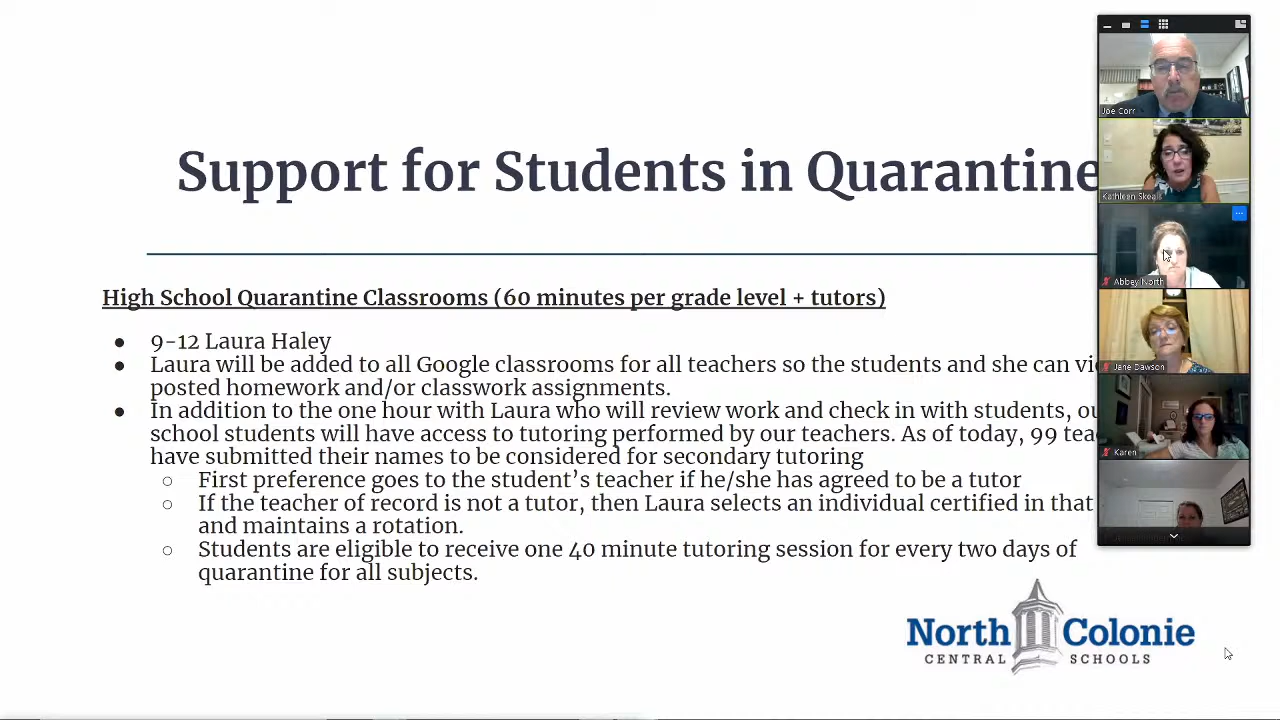 Support for Students in Quarantine
High School Quarantine Classrooms (60 minutes per grade level + tutors)
● 9-12 Laura Haley
● Laura will be added to all Google classrooms for all teachers so the students and she can
posted homework and/or classwork assignments.
● In addition to the one hour with Laura who will review work and check in with students,
school students will have access to tutoring performed by our teachers. As of today, 99
have submitted their names to be considered for secondary tutoring
○ First preference goes to the student’s teacher if he/she has agreed to be a tutor
○ If the teacher of record is not a tutor, then Laura selects an individual certified in that
and maintains a rotation.
○ Students are eligible to receive one 40 minute tutoring session for every two days of
quarantine for all subjects.
North Colonie
CENTRAL SCHOOLS
Joe Corr
Kathleen Skeals
Abbey North
Jane Dawson
Karen